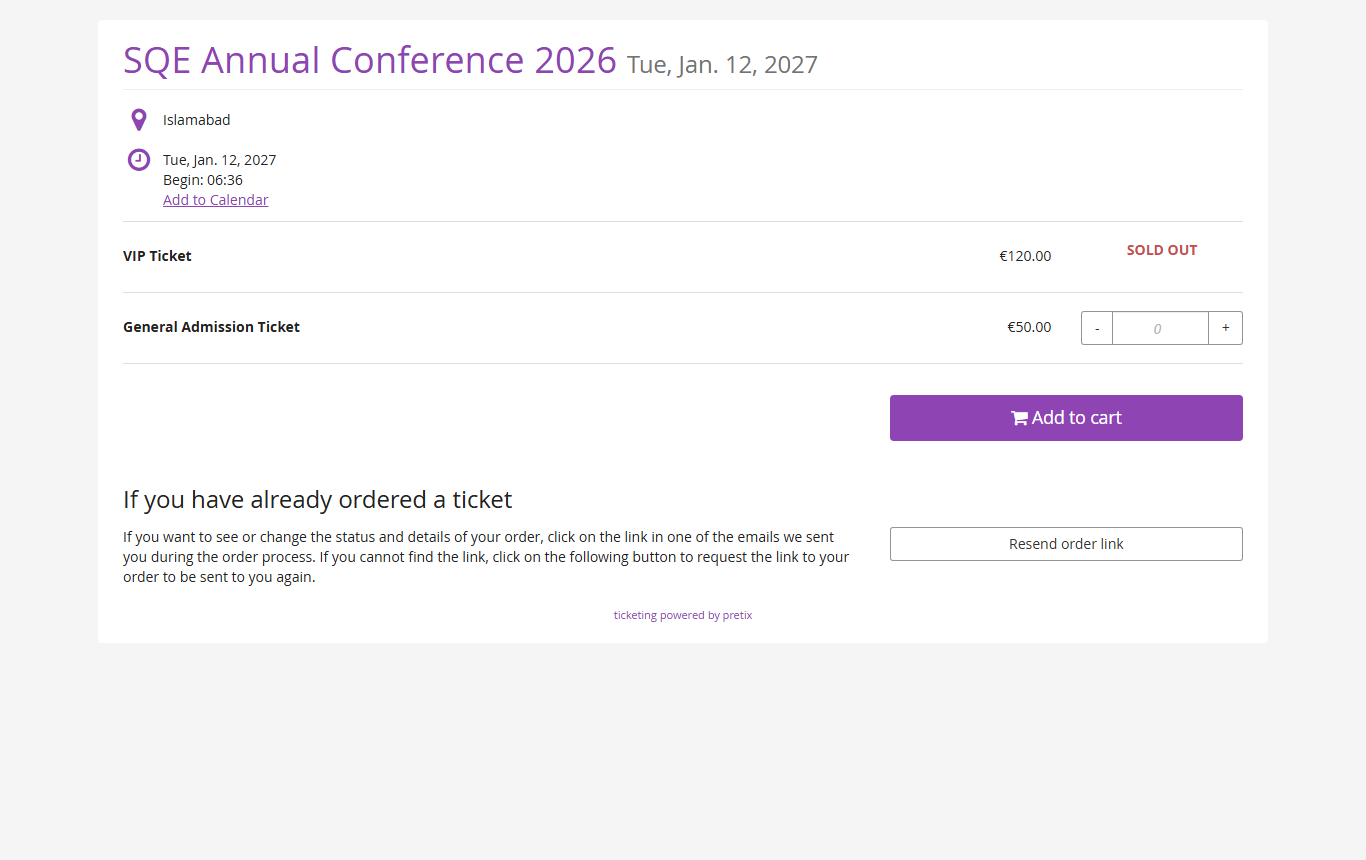 SQE Annual Conference 2026 Tue, Jan. 12, 2027
Islamabad
Tue, Jan. 12, 2027
Begin: 06:36
Add to Calendar
VIP Ticket €120.00 SOLD OUT
General Admission Ticket €50.00 - 0 +
Add to cart
If you have already ordered a ticket
If you want to see or change the status and details of your order, click on the link in one of the emails we sent
you during the order process. If you cannot find the link, click on the following button to request the link to your
order to be sent to you again.
Resend order link
ticketing powered by pretix